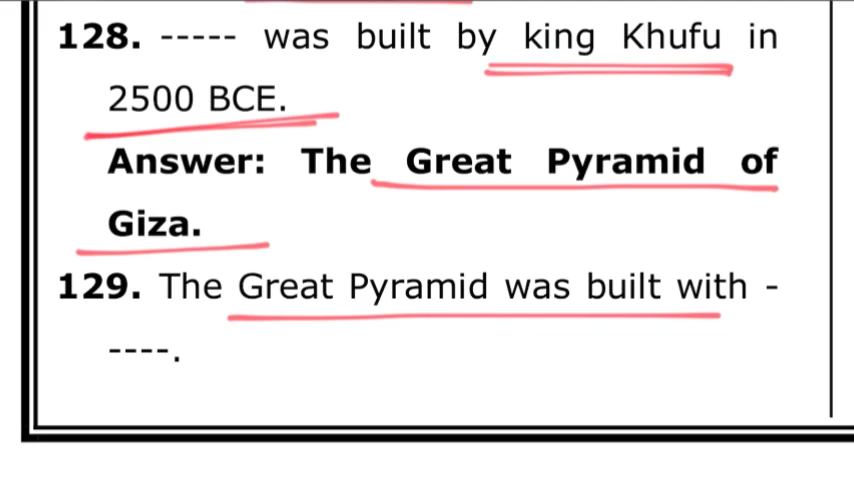 128. ----- was built by king Khufu in
2500 BCE.
Answer: The Great Pyramid of
Giza.
129. The Great Pyramid was built with -
----.